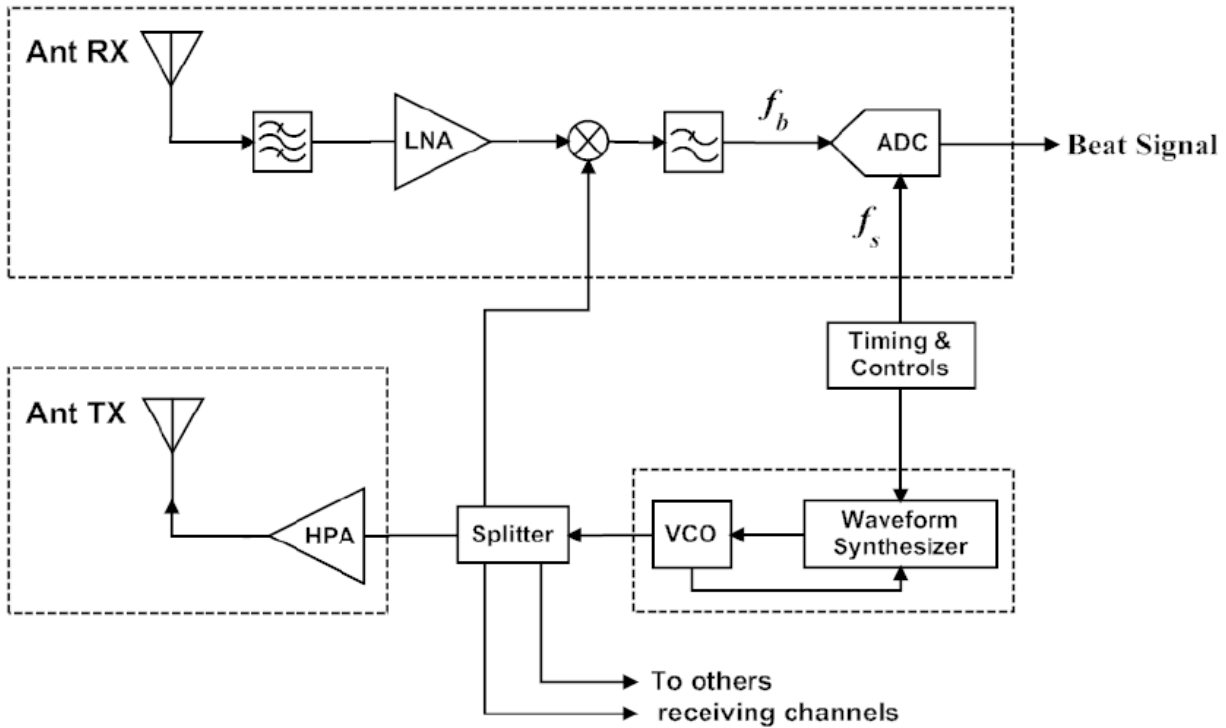 Ant RX
LNA
f_b
ADC
Beat Signal
f_s
Timing &
Controls
Ant TX
HPA
Splitter
VCO
Waveform
Synthesizer
To others
receiving channels